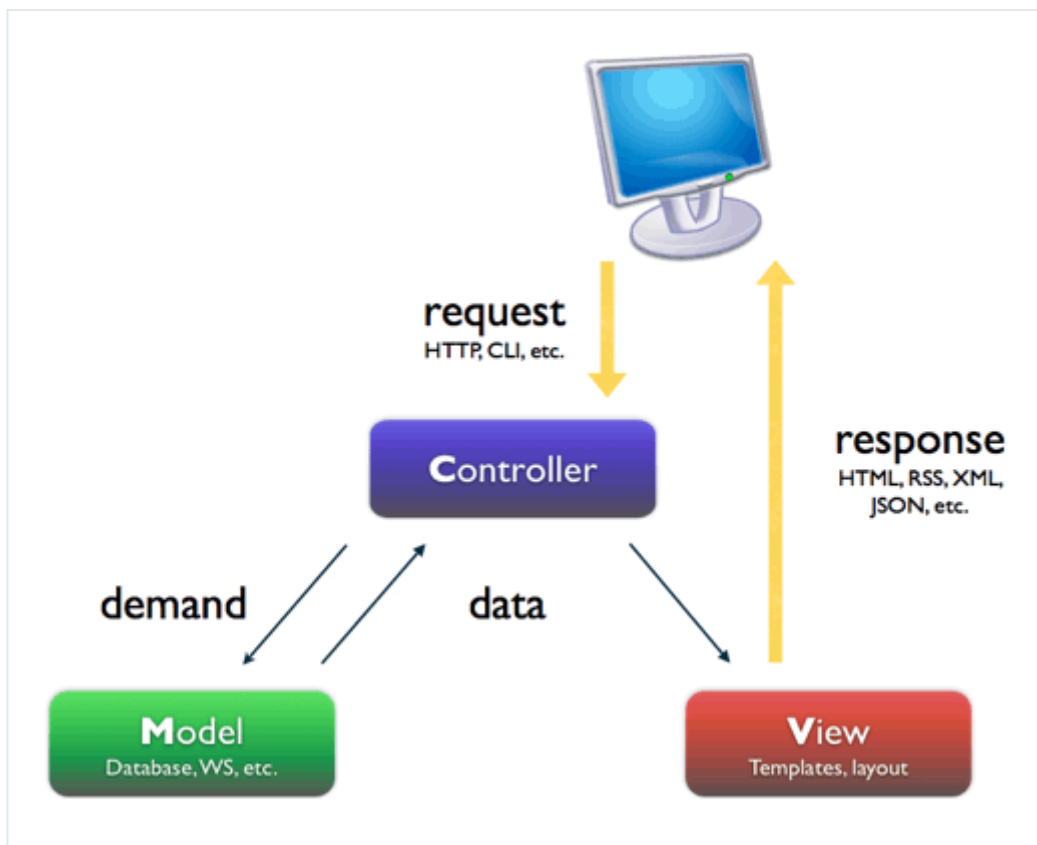 request
HTTP, CLI, etc.
Controller
response
HTML, RSS, XML,
JSON, etc.
demand
data
Model
Database, WS, etc.
View
Templates, layout